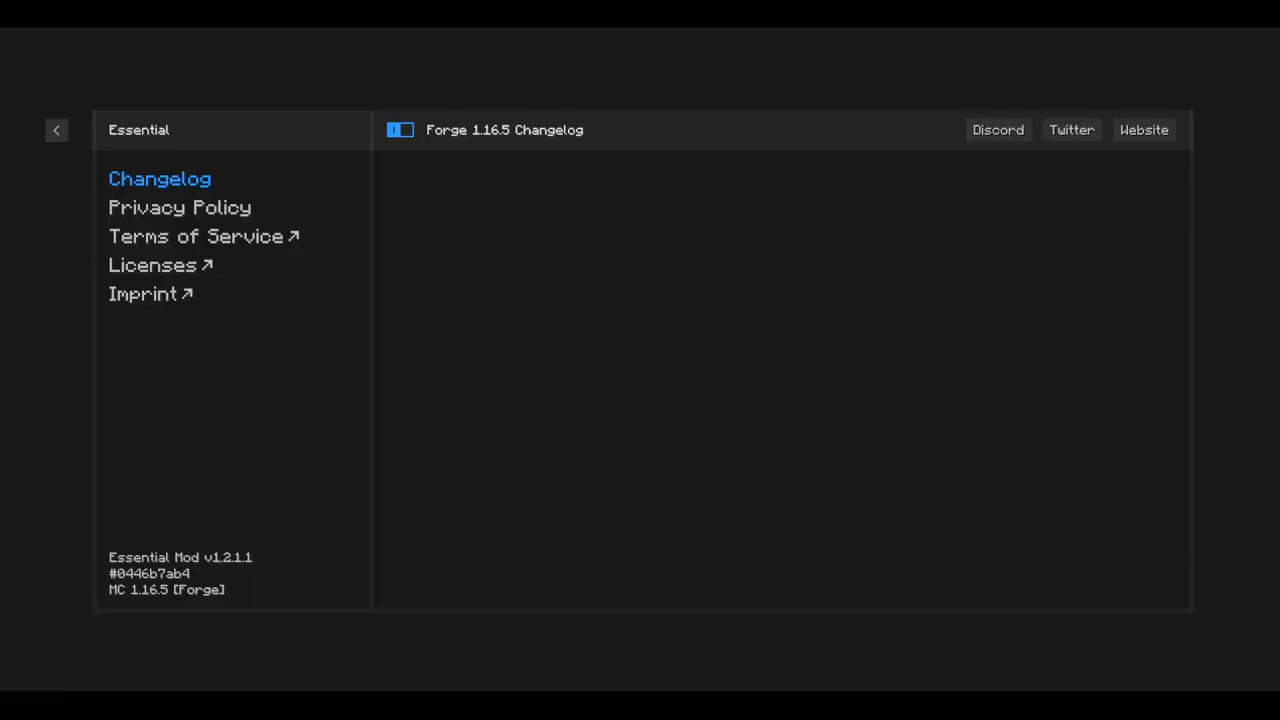 Essential
Forge 1.16.5 Changelog
Discord
Twitter
Website
Changelog
Privacy Policy
Terms of Service
Licenses
Imprint
Essential Mod v1.2.1.1
#0446b7ab4
MC 1.16.5 [Forge]